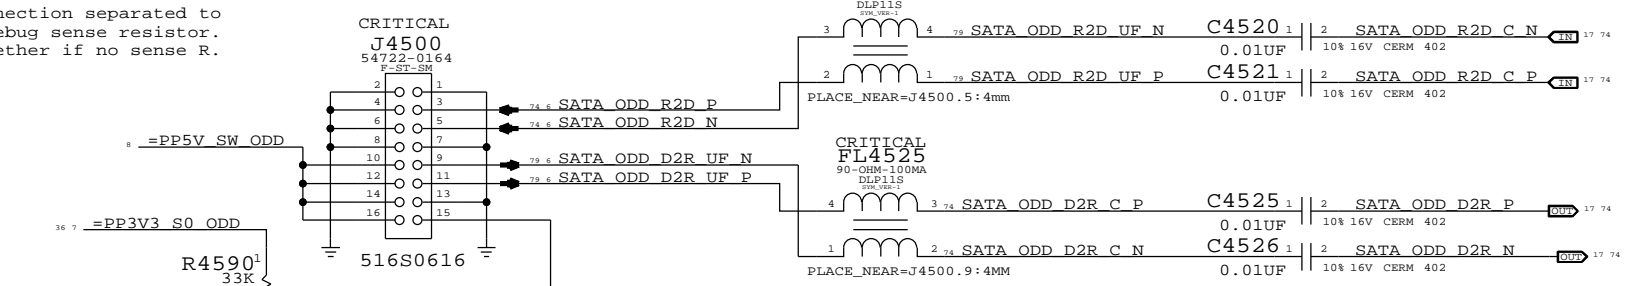 nection separated to
ebug sense resistor.
ether if no sense R.
CRITICAL
J4500
54722-0164
F-ST-SM
2 1
4 3
6 5
8 7
10 9
12 11
14 13
16 15
516S0616
8 =PP5V_SW_ODD
36 7 =PP3V3_S0_ODD
R4590 1
33K
74 6 SATA_ODD_R2D_P
74 6 SATA_ODD_R2D_N
79 6 SATA_ODD_D2R_UF_N
79 6 SATA_ODD_D2R_UF_P
DLP11S
SYM_VER-1
3 4 79 SATA_ODD_R2D_UF_N C4520 1 2 SATA_ODD_R2D_C_N IN 17 74
0.01UF 10% 16V CERM 402
2 1 79 SATA_ODD_R2D_UF_P C4521 1 2 SATA_ODD_R2D_C_P IN 17 74
PLACE_NEAR=J4500.5:4mm 0.01UF 10% 16V CERM 402
CRITICAL
FL4525
90-OHM-100MA
DLP11S
SYM_VER-1
4 3 74 SATA_ODD_D2R_C_P C4525 1 2 SATA_ODD_D2R_P OUT 17 74
0.01UF 10% 16V CERM 402
1 2 74 SATA_ODD_D2R_C_N C4526 1 2 SATA_ODD_D2R_N OUT 17 74
PLACE_NEAR=J4500.9:4MM 0.01UF 10% 16V CERM 402